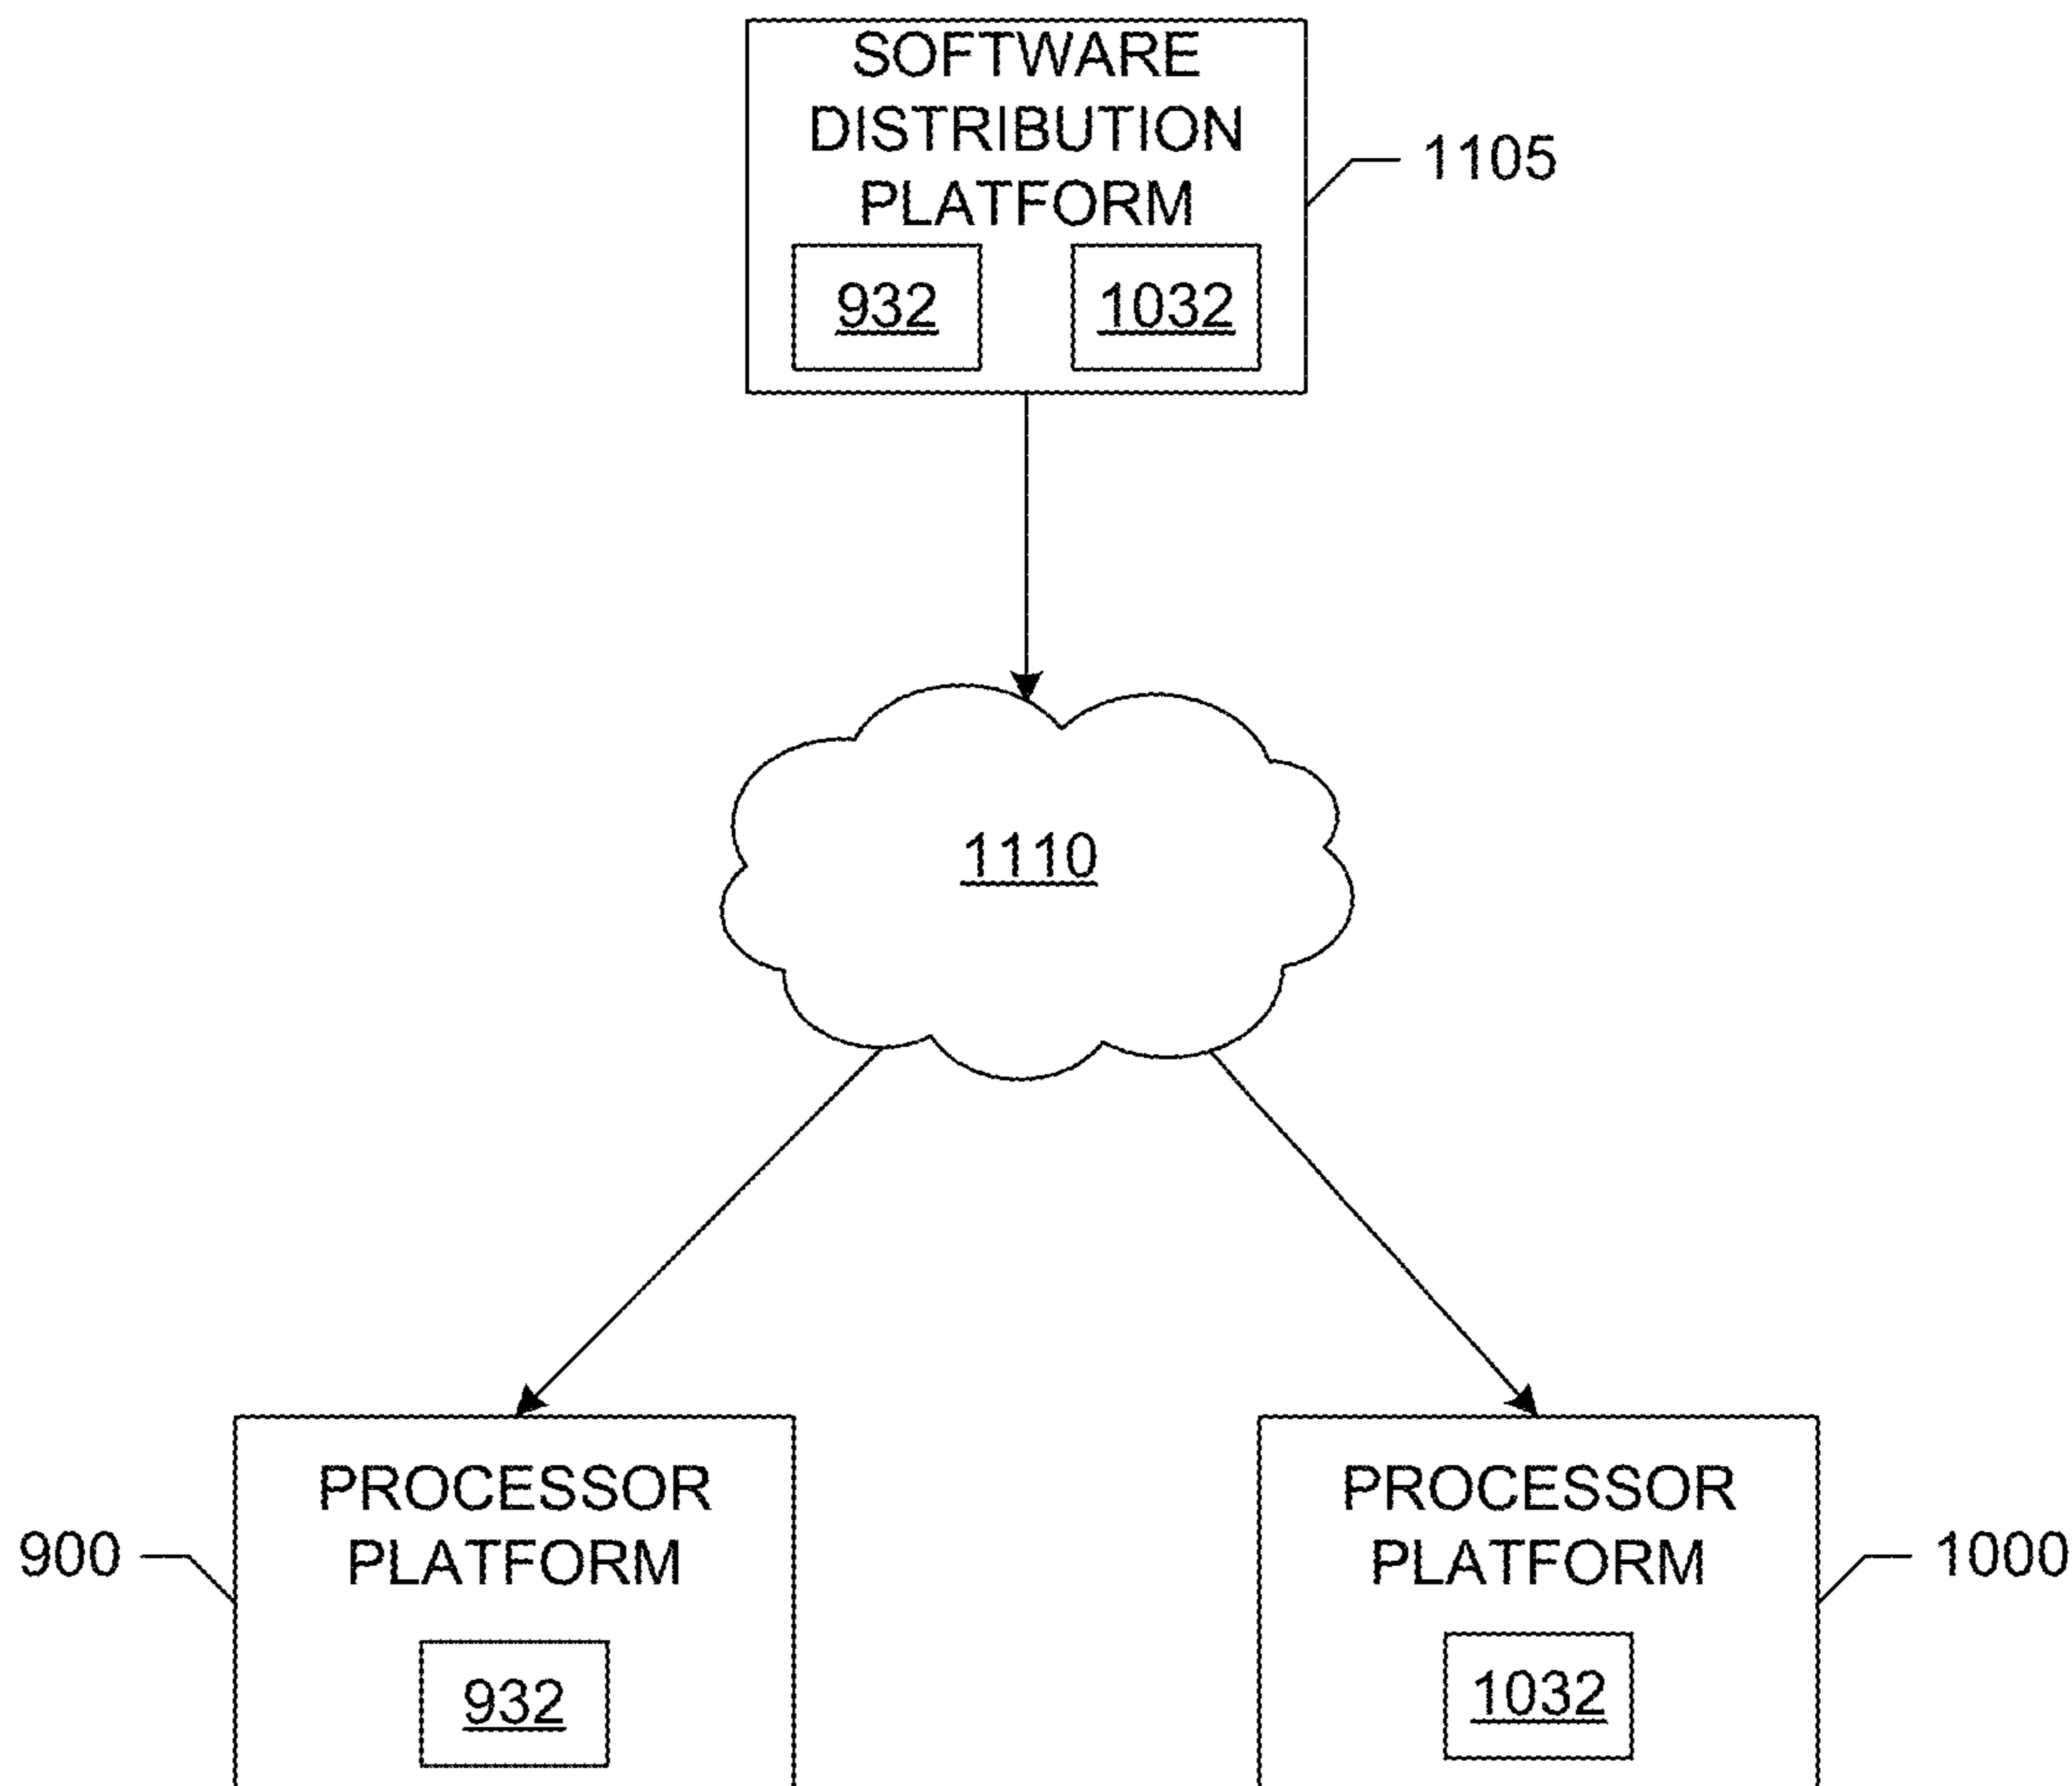 SOFTWARE
DISTRIBUTION
PLATFORM
1105
932
1032
1110
PROCESSOR
PLATFORM
900
932
PROCESSOR
PLATFORM
1000
1032